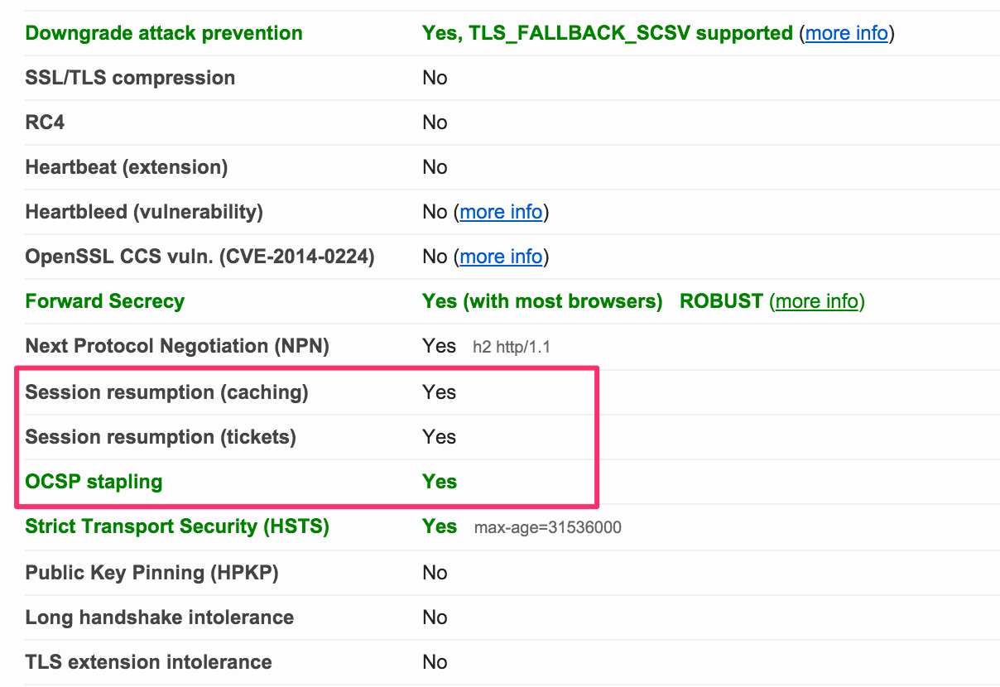 Downgrade attack prevention Yes, TLS_FALLBACK_SCSV supported (more info)
SSL/TLS compression No
RC4 No
Heartbeat (extension) No
Heartbleed (vulnerability) No (more info)
OpenSSL CCS vuln. (CVE-2014-0224) No (more info)
Forward Secrecy Yes (with most browsers) ROBUST (more info)
Next Protocol Negotiation (NPN) Yes h2 http/1.1
Session resumption (caching) Yes
Session resumption (tickets) Yes
OCSP stapling Yes
Strict Transport Security (HSTS) Yes max-age=31536000
Public Key Pinning (HPKP) No
Long handshake intolerance No
TLS extension intolerance No